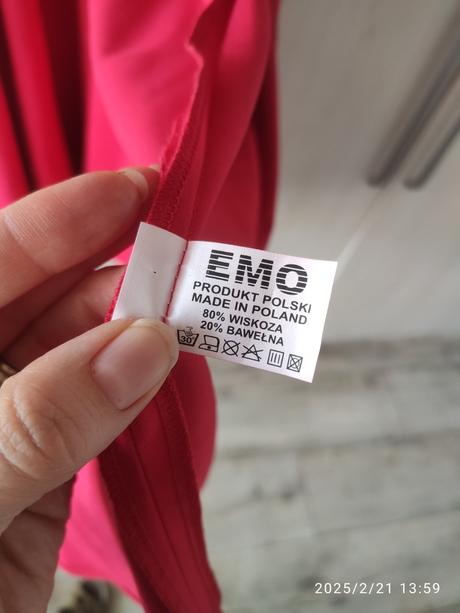 EMO
PRODUKT POLSKI
MADE IN POLAND
80% WISKOZA
20% BAWEŁNA
30
2025/2/21 13:59